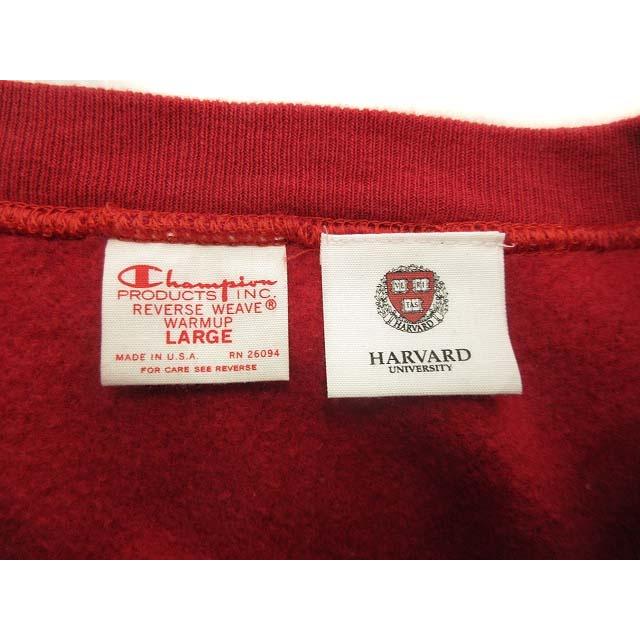 Champion
PRODUCTS INC.
REVERSE WEAVE®
WARMUP
LARGE
MADE IN U.S.A. RN 26094
FOR CARE SEE REVERSE
VE RI
TAS
HARVARD
HARVARD
UNIVERSITY